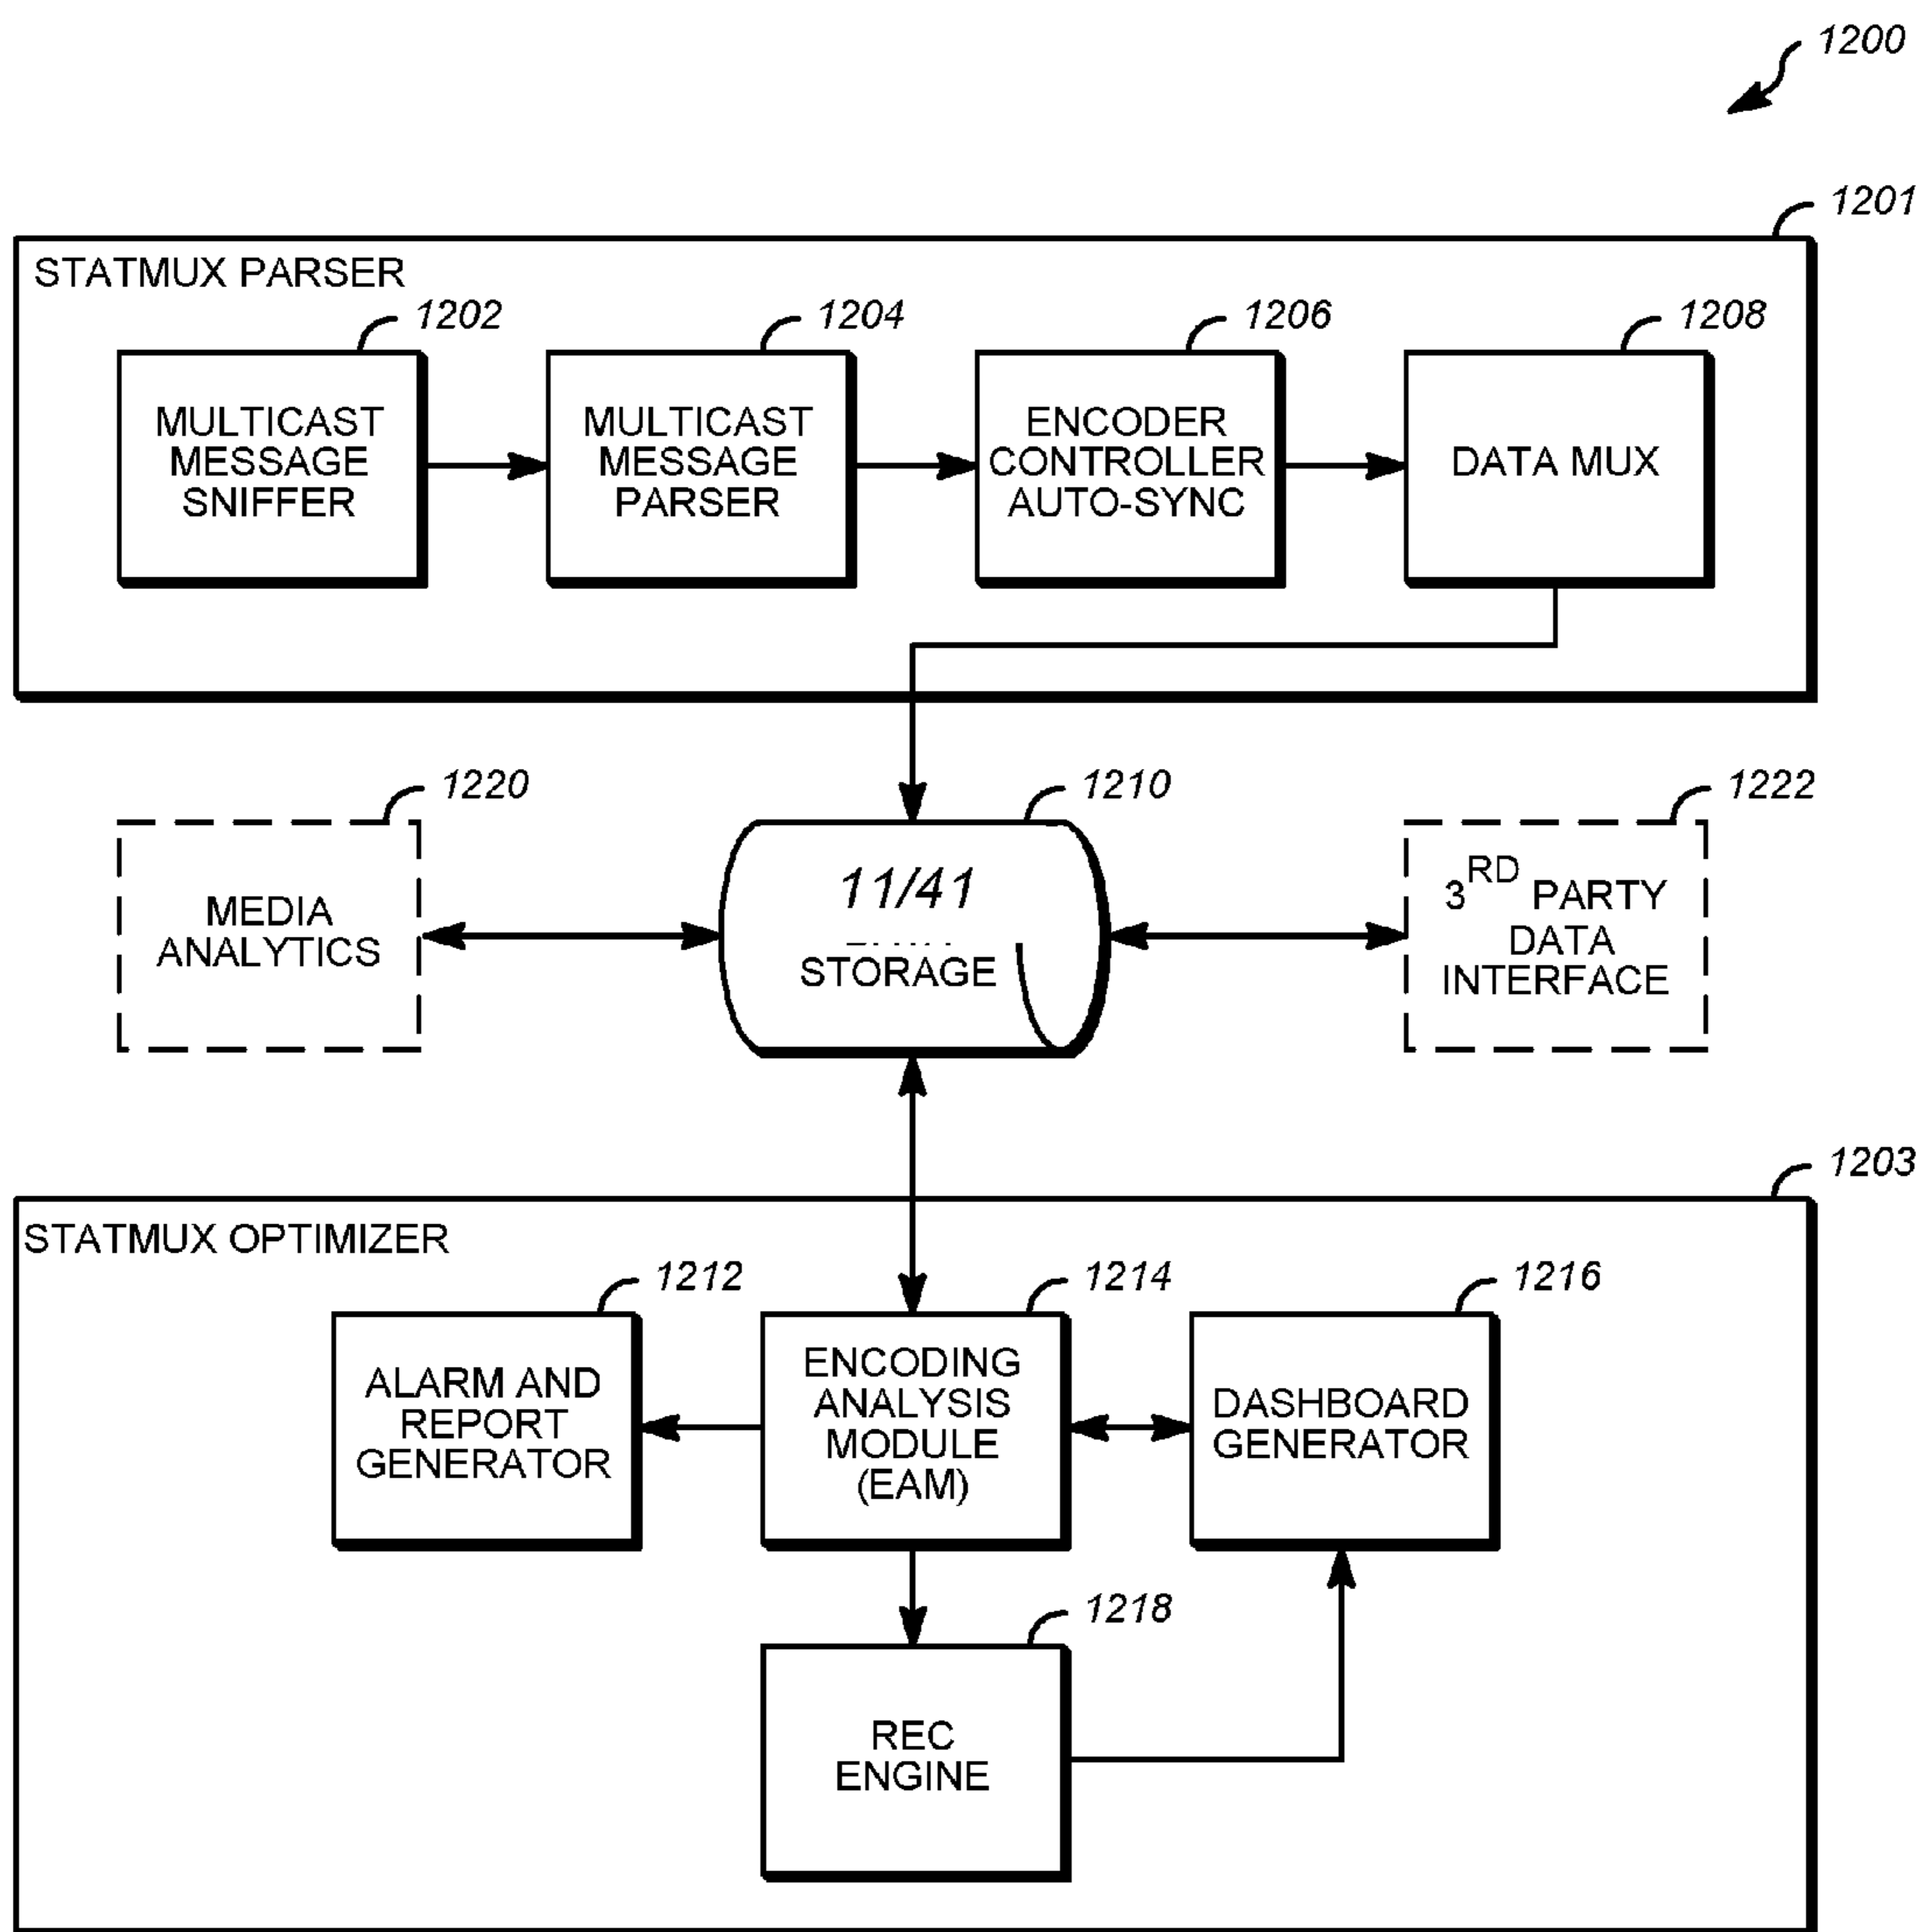 1200
1201
STATMUX PARSER
1202
1204
1206
1208
MULTICAST
MESSAGE
SNIFFER
MULTICAST
MESSAGE
PARSER
ENCODER
CONTROLLER
AUTO-SYNC
DATA MUX
1220
1210
1222
MEDIA
ANALYTICS
11/41
STORAGE
3RD PARTY
DATA
INTERFACE
1203
STATMUX OPTIMIZER
1212
1214
1216
ALARM AND
REPORT
GENERATOR
ENCODING
ANALYSIS
MODULE
(EAM)
DASHBOARD
GENERATOR
1218
REC
ENGINE